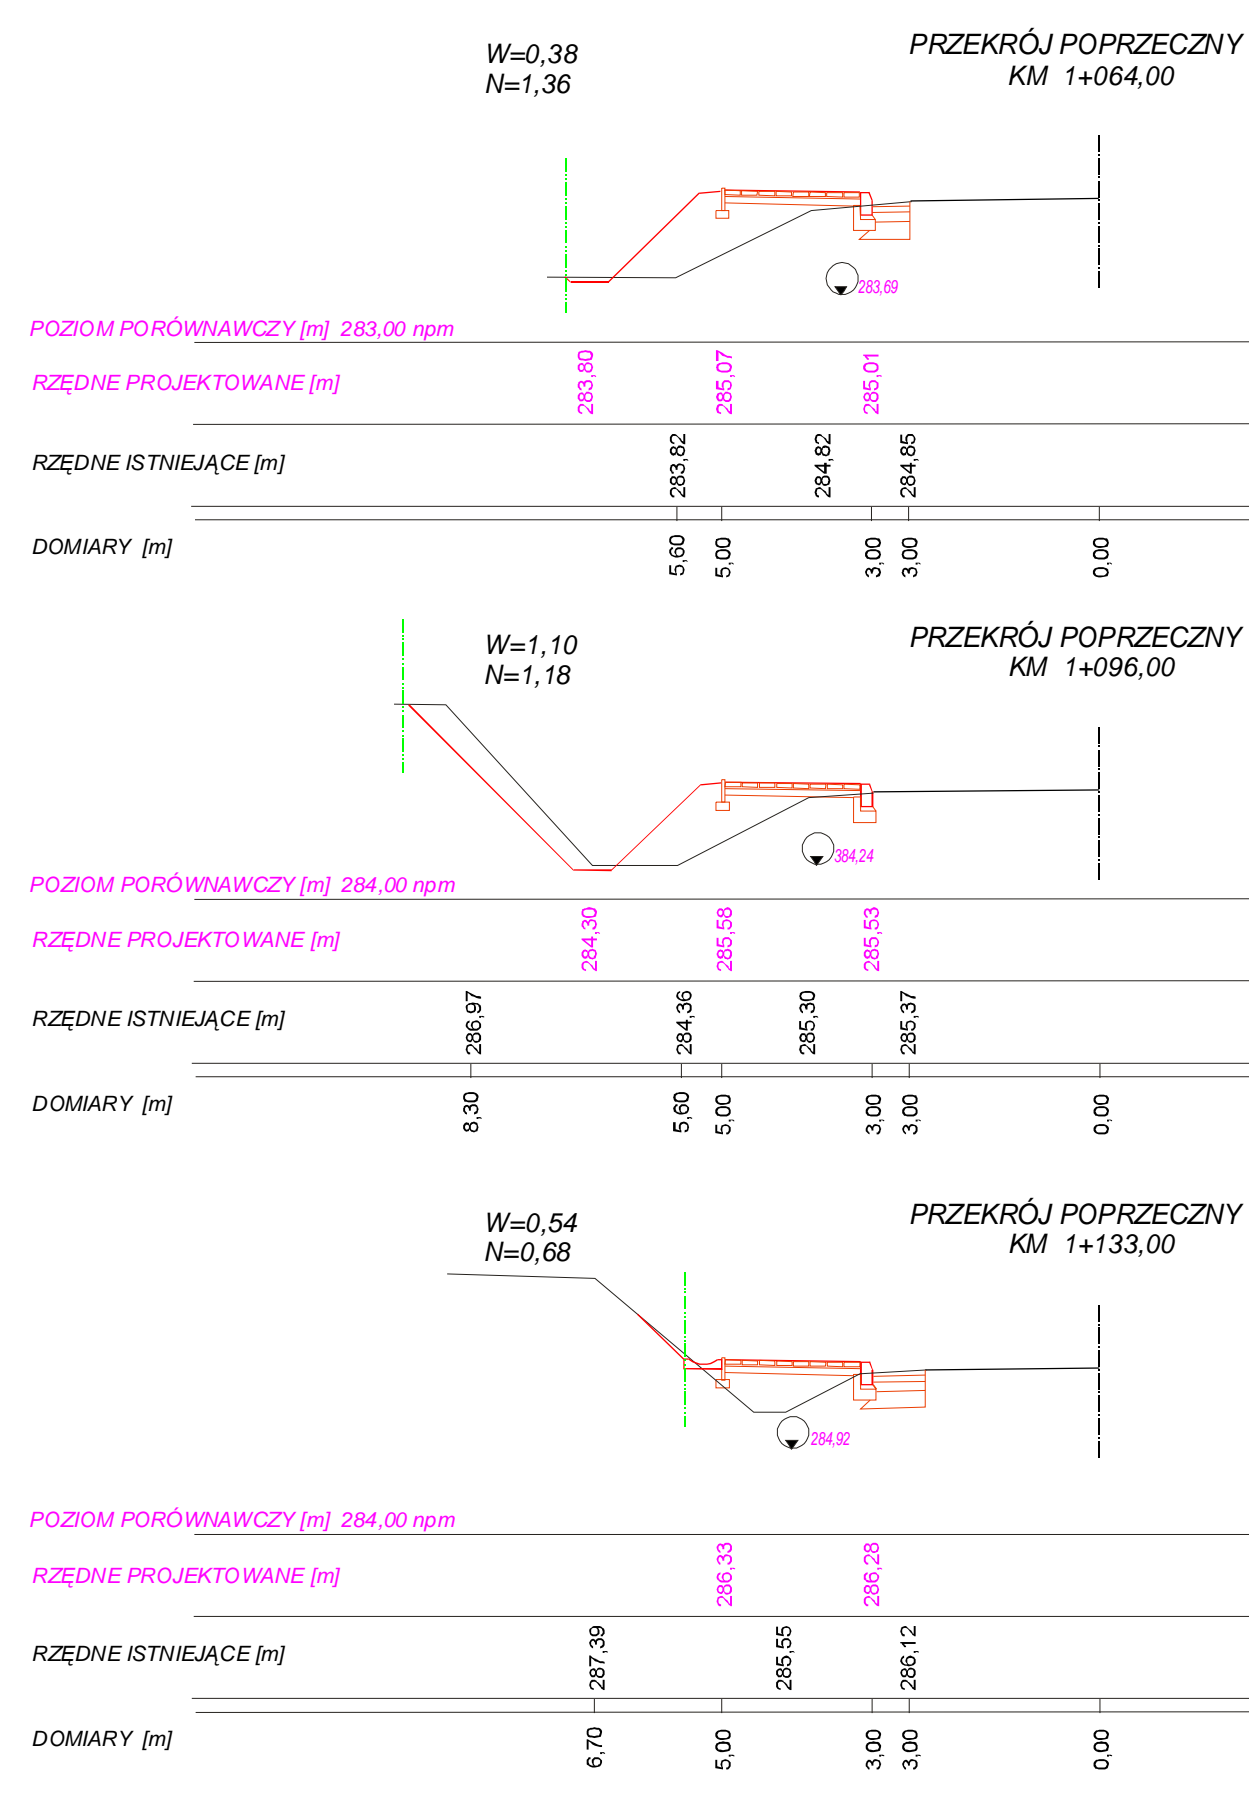 W=0,38
N=1,36
PRZEKRÓJ POPRZECZNY
KM 1+064,00
283,69
POZIOM PORÓWNAWCZY [m] 283,00 npm
RZĘDNE PROJEKTOWANE [m]
283,80
285,07
285,01
RZĘDNE ISTNIEJĄCE [m]
283,82
284,82
284,85
DOMIARY [m]
5,60
5,00
3,00
3,00
0,00
W=1,10
N=1,18
PRZEKRÓJ POPRZECZNY
KM 1+096,00
384,24
POZIOM PORÓWNAWCZY [m] 284,00 npm
RZĘDNE PROJEKTOWANE [m]
284,30
285,58
285,53
RZĘDNE ISTNIEJĄCE [m]
286,97
284,36
285,30
285,37
DOMIARY [m]
8,30
5,60
5,00
3,00
3,00
0,00
W=0,54
N=0,68
PRZEKRÓJ POPRZECZNY
KM 1+133,00
284,92
POZIOM PORÓWNAWCZY [m] 284,00 npm
RZĘDNE PROJEKTOWANE [m]
286,33
286,28
RZĘDNE ISTNIEJĄCE [m]
287,39
285,55
286,12
DOMIARY [m]
6,70
5,00
3,00
3,00
0,00